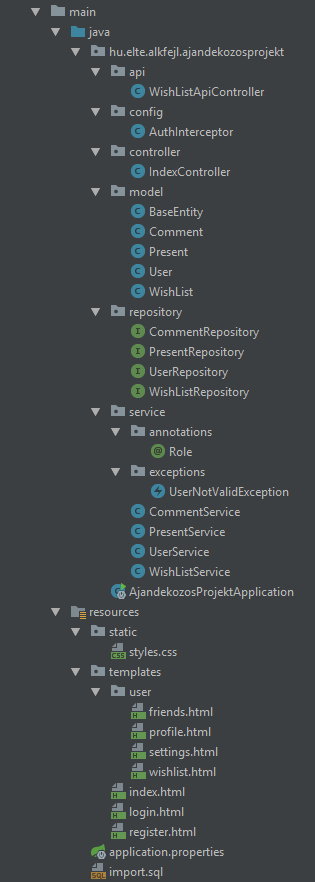 main
java
hu.elte.alkfejl.ajandekozosprojekt
api
WishListApiController
config
AuthInterceptor
controller
IndexController
model
BaseEntity
Comment
Present
User
WishList
repository
CommentRepository
PresentRepository
UserRepository
WishListRepository
service
annotations
Role
exceptions
UserNotValidException
CommentService
PresentService
UserService
WishListService
AjandekozosProjektApplication
resources
static
styles.css
templates
user
friends.html
profile.html
settings.html
wishlist.html
index.html
login.html
register.html
application.properties
import.sql